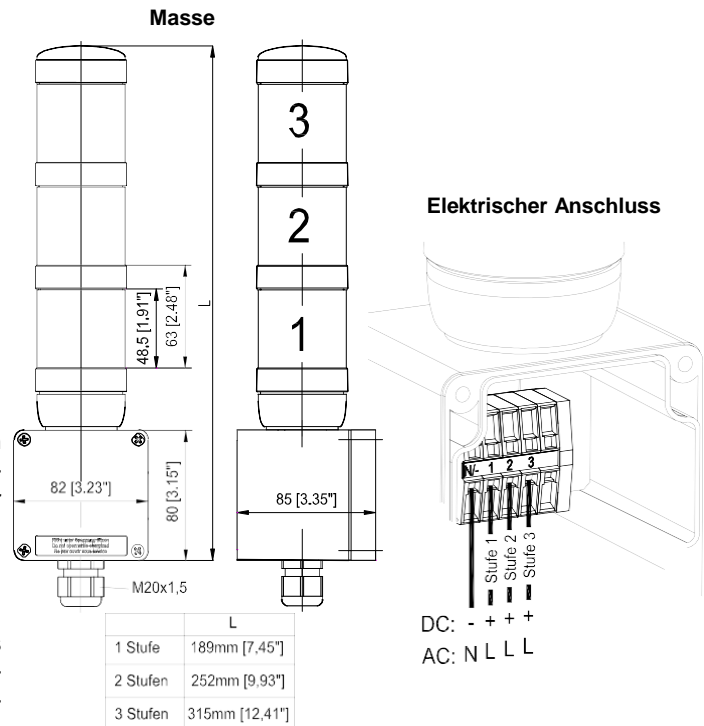 Masse
3
2
1
L
48,5 [1.91"]
63 [2.48"]
82 [3.23"]
80 [3.15"]
85 [3.35"]
M20x1,5
L
1 Stufe 189mm [7,45"]
2 Stufen 252mm [9,93"]
3 Stufen 315mm [12,41"]
Elektrischer Anschluss
N/- 1 2 3
Stufe 1
Stufe 2
Stufe 3
DC: - + + +
AC: N L L L